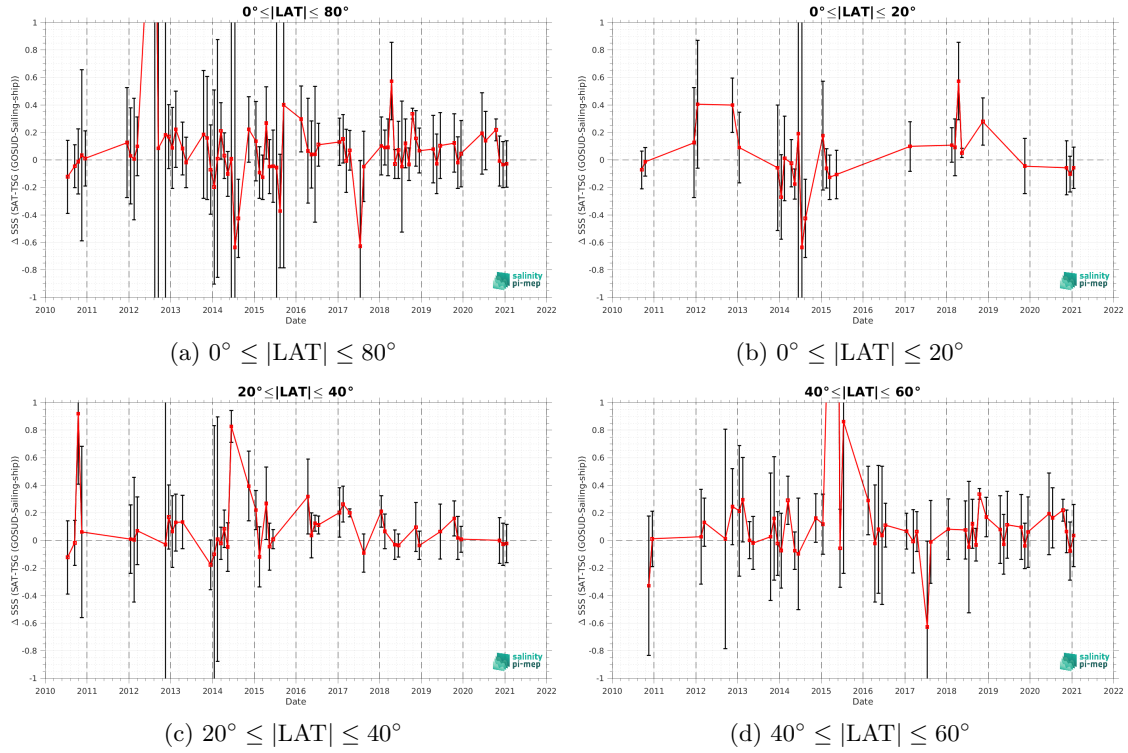 0°≤|LAT|≤ 80°
1
0.8
0.6
0.4
0.2
0
-0.2
-0.4
-0.6
-0.8
-1
Δ SSS (SAT-TSG (GOSUD-Sailing-ship))
2010 2011 2012 2013 2014 2015 2016 2017 2018 2019 2020 2021 2022
Date
salinity
pi-mep
(a) 0° ≤ |LAT| ≤ 80°
0°≤|LAT|≤ 20°
1
0.8
0.6
0.4
0.2
0
-0.2
-0.4
-0.6
-0.8
-1
Δ SSS (SAT-TSG (GOSUD-Sailing-ship))
2010 2011 2012 2013 2014 2015 2016 2017 2018 2019 2020 2021 2022
Date
salinity
pi-mep
(b) 0° ≤ |LAT| ≤ 20°
20°≤|LAT|≤ 40°
1
0.8
0.6
0.4
0.2
0
-0.2
-0.4
-0.6
-0.8
-1
Δ SSS (SAT-TSG (GOSUD-Sailing-ship))
2010 2011 2012 2013 2014 2015 2016 2017 2018 2019 2020 2021 2022
Date
salinity
pi-mep
(c) 20° ≤ |LAT| ≤ 40°
40°≤|LAT|≤ 60°
1
0.8
0.6
0.4
0.2
0
-0.2
-0.4
-0.6
-0.8
-1
Δ SSS (SAT-TSG (GOSUD-Sailing-ship))
2010 2011 2012 2013 2014 2015 2016 2017 2018 2019 2020 2021 2022
Date
salinity
pi-mep
(d) 40° ≤ |LAT| ≤ 60°